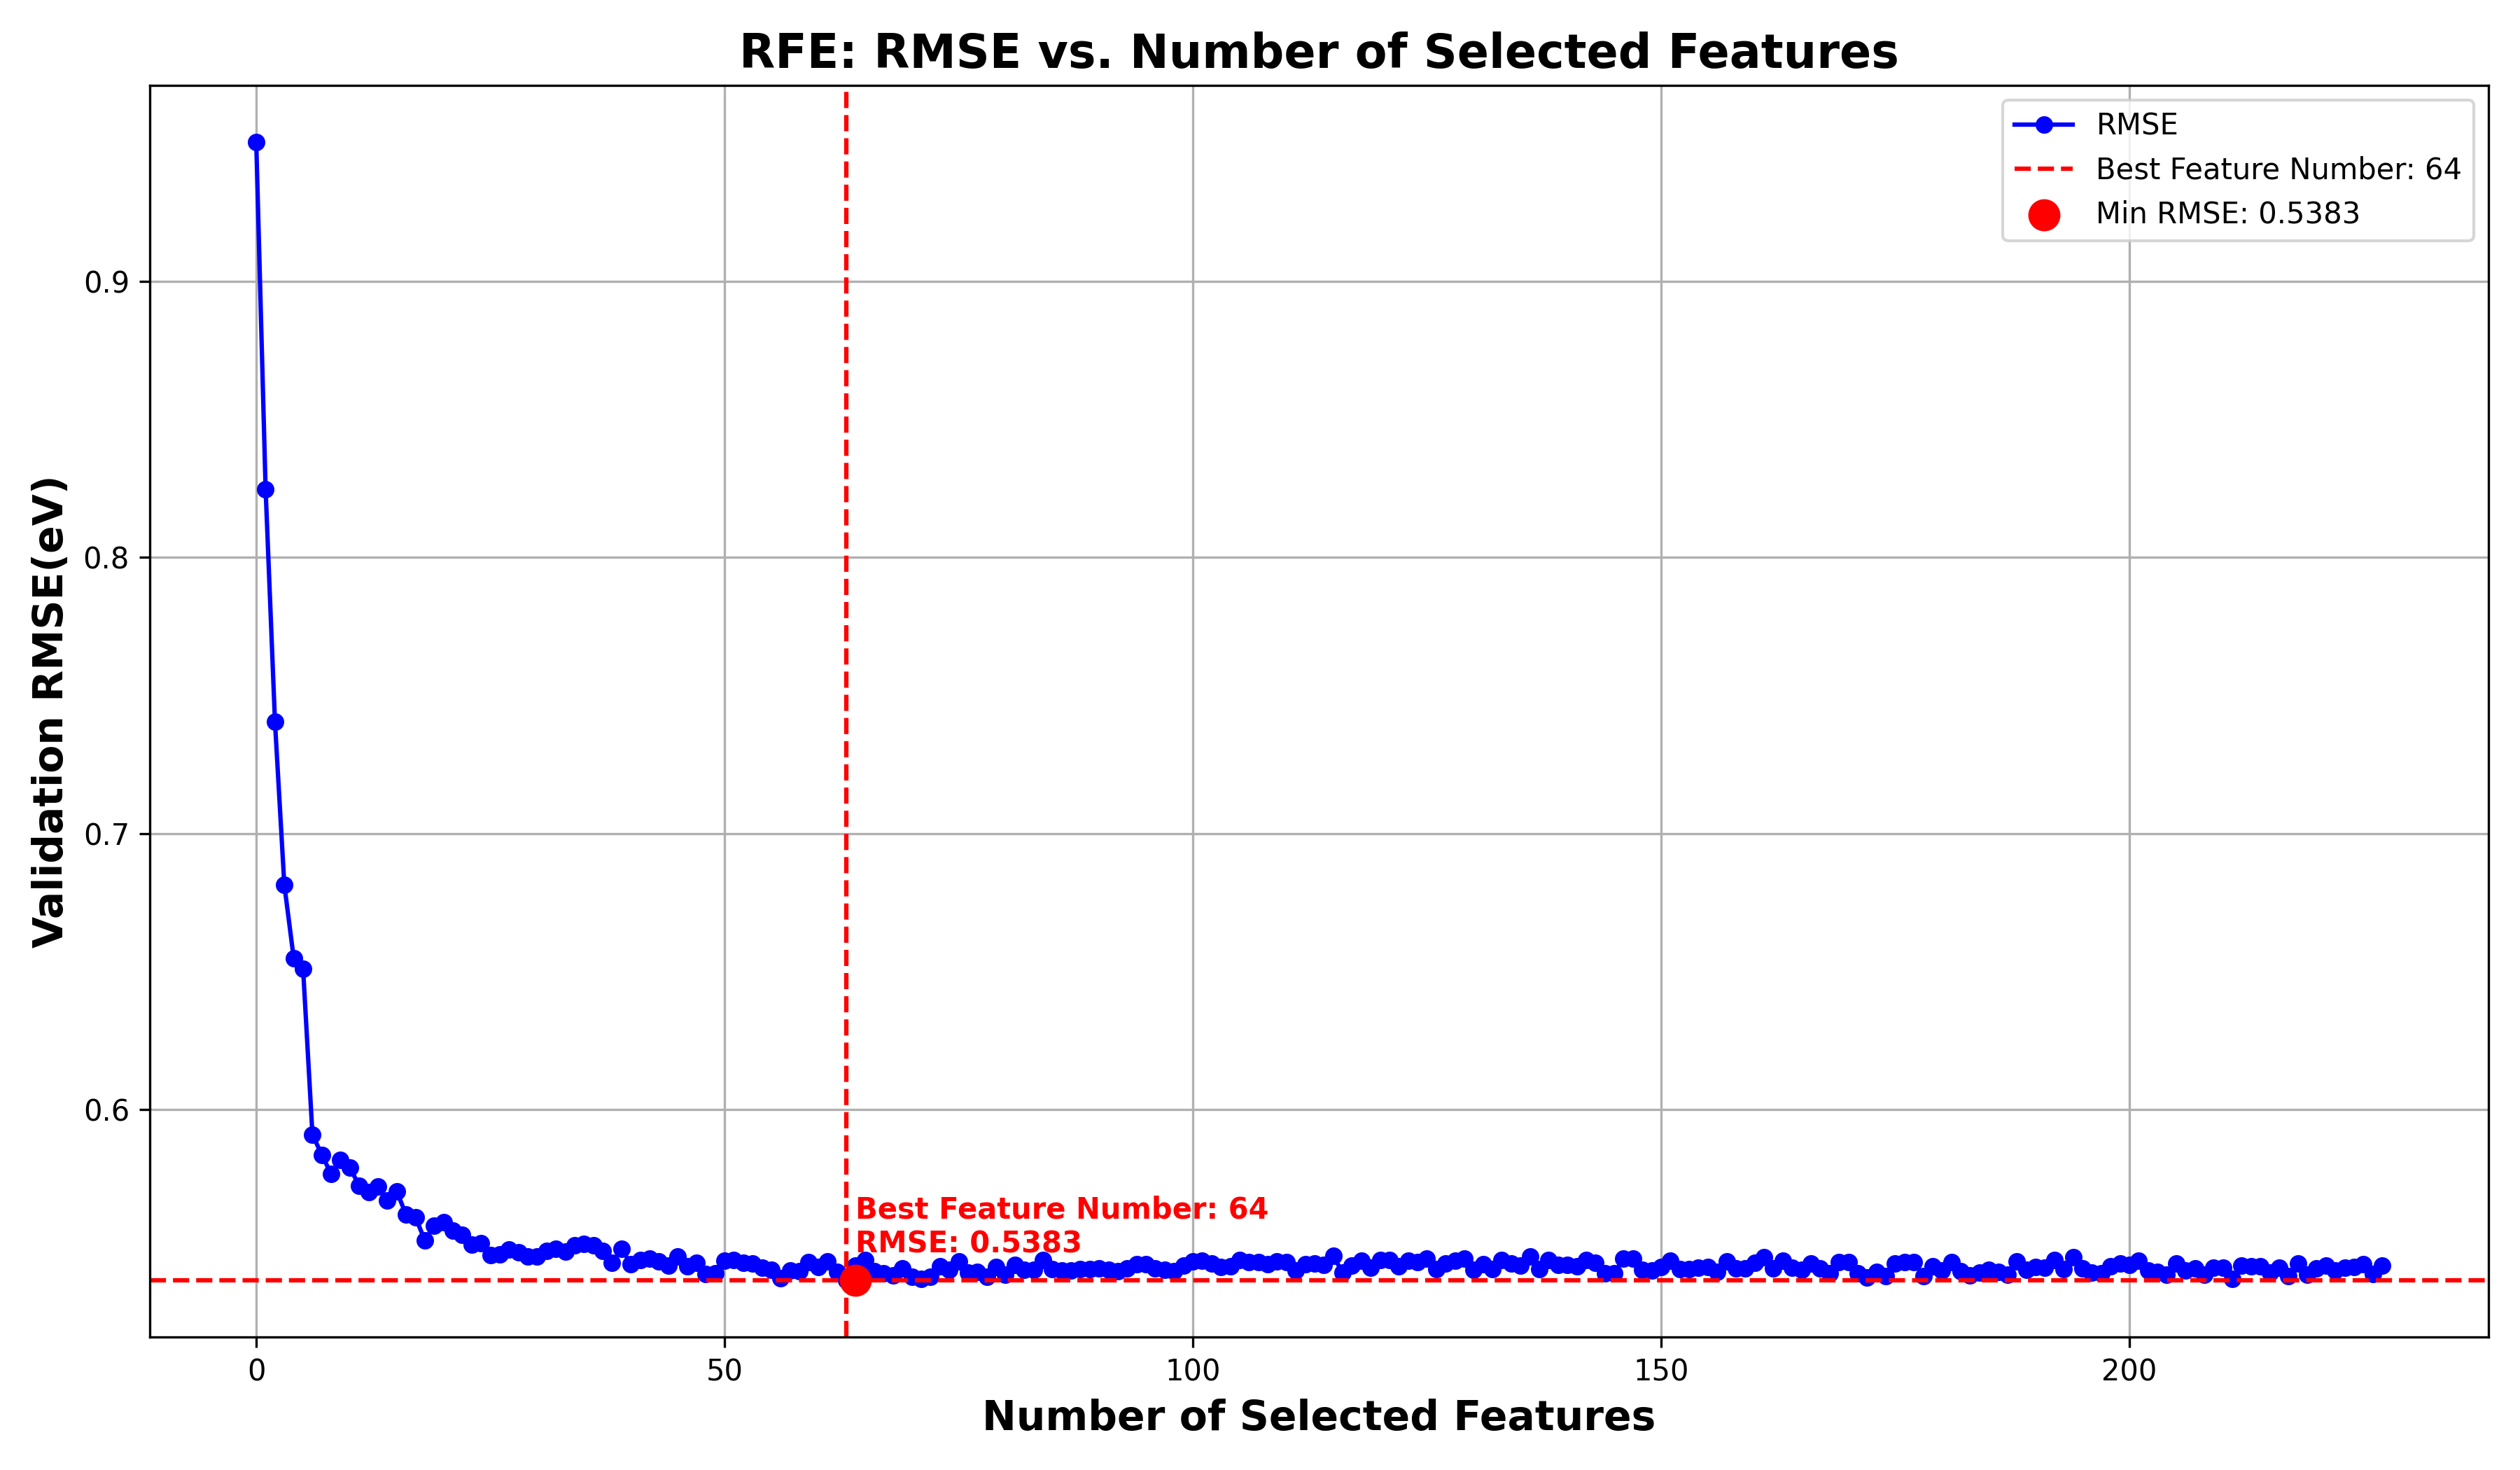 RFE: RMSE vs. Number of Selected Features
RMSE
Best Feature Number: 64
Min RMSE: 0.5383
Validation RMSE(eV)
0.9
0.8
0.7
0.6
Best Feature Number: 64
RMSE: 0.5383
0
50
100
150
200
Number of Selected Features